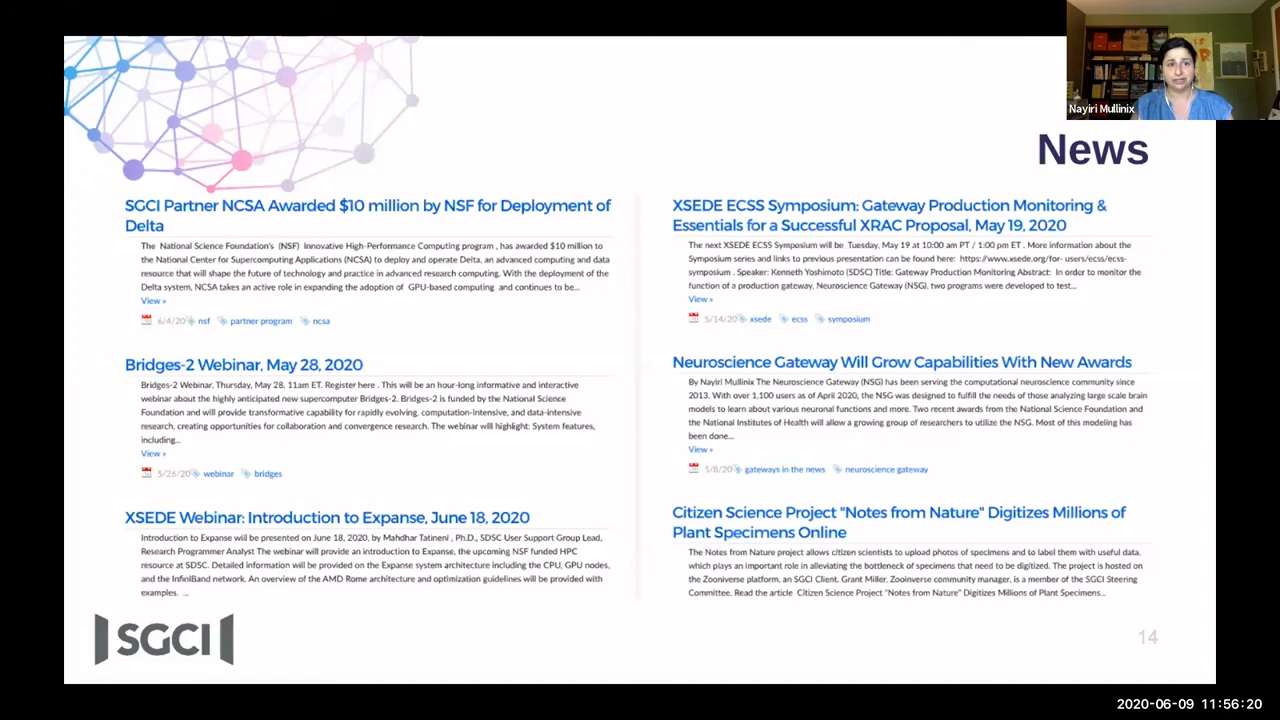 Nayiri Mullinix
News
SGCI Partner NCSA Awarded $10 million by NSF for Deployment of
Delta
The National Science Foundation's (NSF) Innovative High-Performance Computing program , has awarded $10 million to
the National Center for Supercomputing Applications (NCSA) to deploy and operate Delta, an advanced computing and data
resource that will shape the future of technology and practice in advanced research computing. With the deployment of the
Delta system, NCSA takes an active role in expanding the adoption of GPU-based computing and continues to be...
View »
6/4/20 nsf partner program ncsa
Bridges-2 Webinar, May 28, 2020
Bridges-2 Webinar, Thursday, May 28, 11am ET. Register here . This will be an hour-long informative and interactive
webinar about the highly anticipated new supercomputer Bridges-2. Bridges-2 is funded by the National Science
Foundation and will provide transformative capability for rapidly evolving, computation-intensive, and data-intensive
research, creating opportunities for collaboration and convergence research. The webinar will highlight: System features,
including...
View »
5/26/20 webinar bridges
XSEDE Webinar: Introduction to Expanse, June 18, 2020
Introduction to Expanse will be presented on June 18, 2020, by Mahdhar Tatineni , Ph.D., SDSC User Support Group Lead,
Research Programmer Analyst The webinar will provide an introduction to Expanse, the upcoming NSF funded HPC
resource at SDSC. Detailed information will be provided on the Expanse system architecture including the CPU, GPU nodes,
and the InfiniBand network. An overview of the AMD Rome architecture and optimization guidelines will be provided with
examples. ...
XSEDE ECSS Symposium: Gateway Production Monitoring &
Essentials for a Successful XRAC Proposal, May 19, 2020
The next XSEDE ECSS Symposium will be Tuesday, May 19 at 10:00 am PT / 1:00 pm ET . More information about the
Symposium series and links to previous presentation can be found here: https://www.xsede.org/for- users/ecss/ecss-
symposium . Speaker: Kenneth Yoshimoto (SDSC) Title: Gateway Production Monitoring Abstract: In order to monitor the
function of a production gateway, Neuroscience Gateway (NSG), two programs were developed to test...
View »
5/14/20 xsede ecss symposium
Neuroscience Gateway Will Grow Capabilities With New Awards
By Nayiri Mullinix The Neuroscience Gateway (NSG) has been serving the computational neuroscience community since
2013. With over 1,100 users as of April 2020, the NSG was designed to fulfill the needs of those analyzing large scale brain
models to learn about various neuronal functions and more. Two recent awards from the National Science Foundation and
the National Institutes of Health will allow a growing group of researchers to utilize the NSG. Most of this modeling has
been done...
View »
5/8/20 gateways in the news neuroscience gateway
Citizen Science Project "Notes from Nature" Digitizes Millions of
Plant Specimens Online
The Notes from Nature project allows citizen scientists to upload photos of specimens and to label them with useful data,
which plays an important role in alleviating the bottleneck of specimens that need to be digitized. The project is hosted on
the Zooniverse platform, an SGCI Client. Grant Miller, Zooinverse community manager, is a member of the SGCI Steering
Committee. Read the article Citizen Science Project "Notes from Nature" Digitizes Millions of Plant Specimens...
SGCI
14
2020-06-09 11:56:20